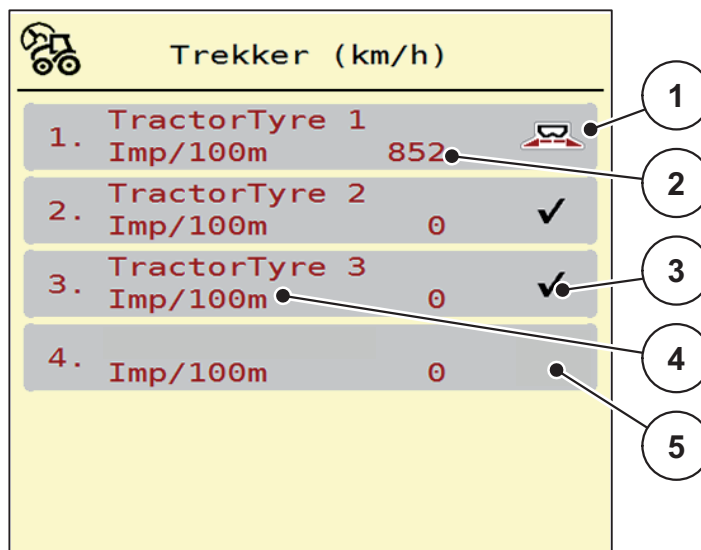 Trekker (km/h)
1. TractorTyre 1
Imp/100m 852
2. TractorTyre 2
Imp/100m 0
3. TractorTyre 3
Imp/100m 0
4.
Imp/100m 0
1
2
3
4
5